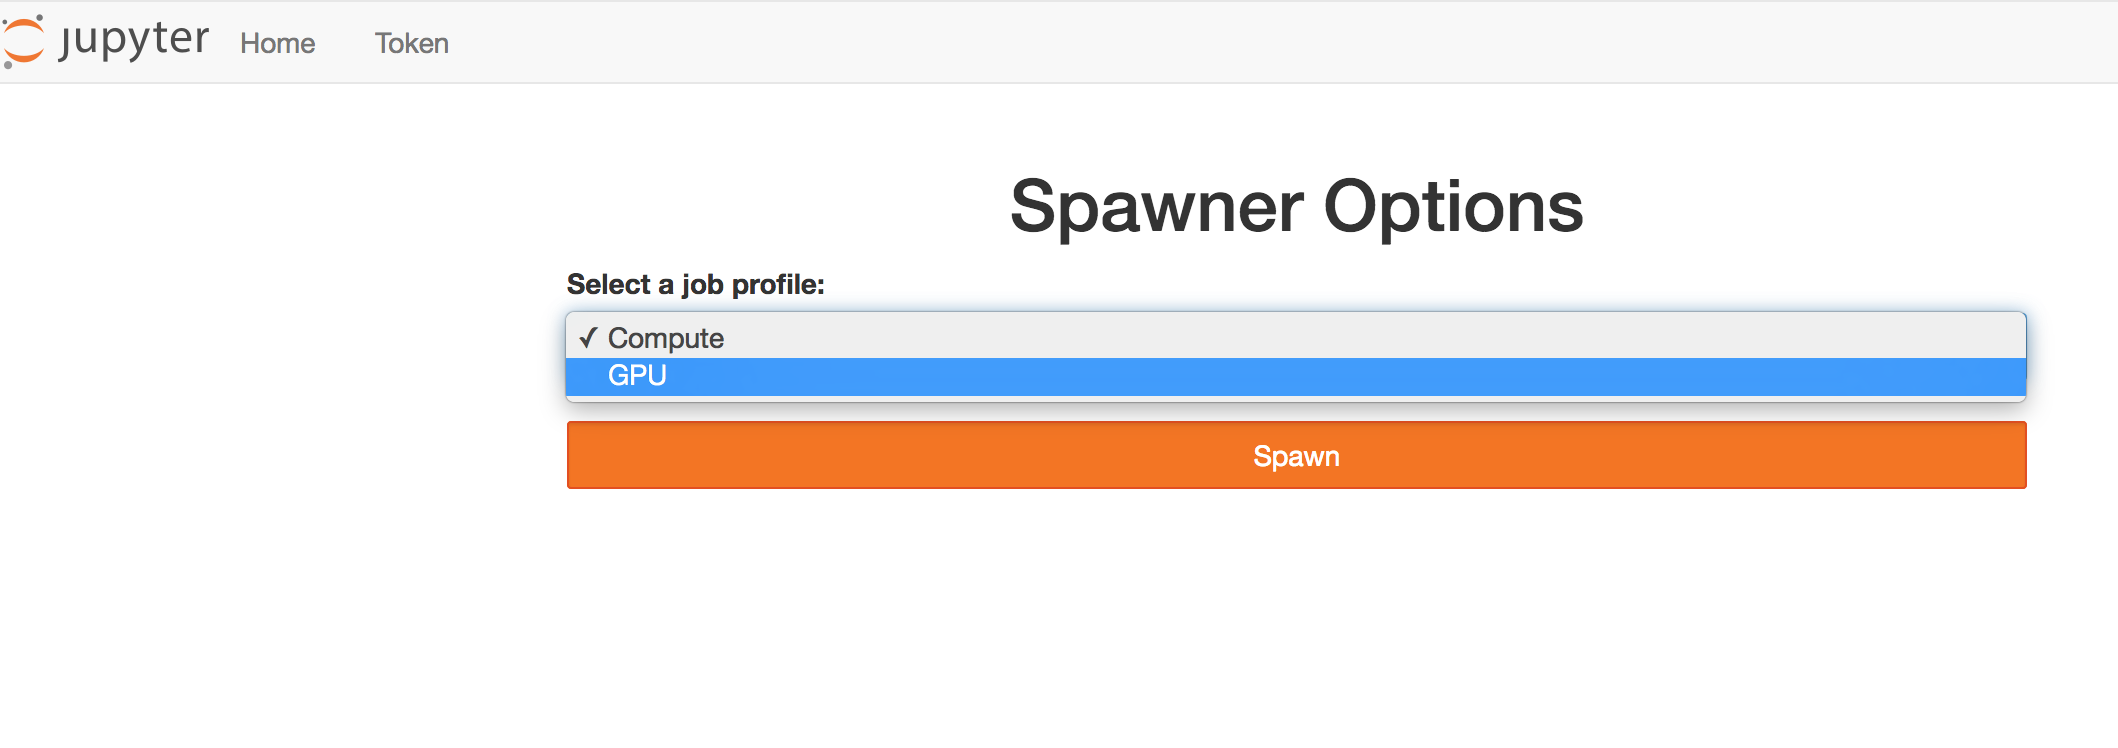 jupyter Home Token
Spawner Options
Select a job profile:
✓ Compute
GPU
Spawn